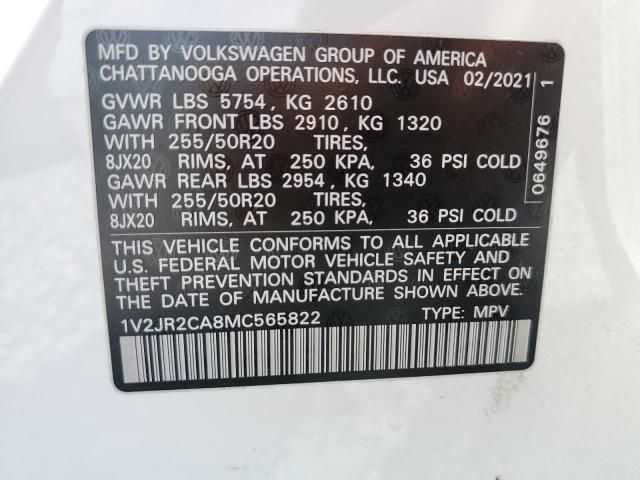 MFD BY VOLKSWAGEN GROUP OF AMERICA
CHATTANOOGA OPERATIONS, LLC. USA 02/2021
GVWR LBS 5754, KG 2610
GAWR FRONT LBS 2910, KG 1320
WITH 255/50R20 TIRES,
8JX20 RIMS, AT 250 KPA, 36 PSI COLD
GAWR REAR LBS 2954, KG 1340
WITH 255/50R20 TIRES,
8JX20 RIMS, AT 250 KPA, 36 PSI COLD
THIS VEHICLE CONFORMS TO ALL APPLICABLE
U.S. FEDERAL MOTOR VEHICLE SAFETY AND
THEFT PREVENTION STANDARDS IN EFFECT ON
THE DATE OF MANUFACTURE SHOWN ABOVE.
1V2JR2CA8MC565822 TYPE: MPV
0649676 1